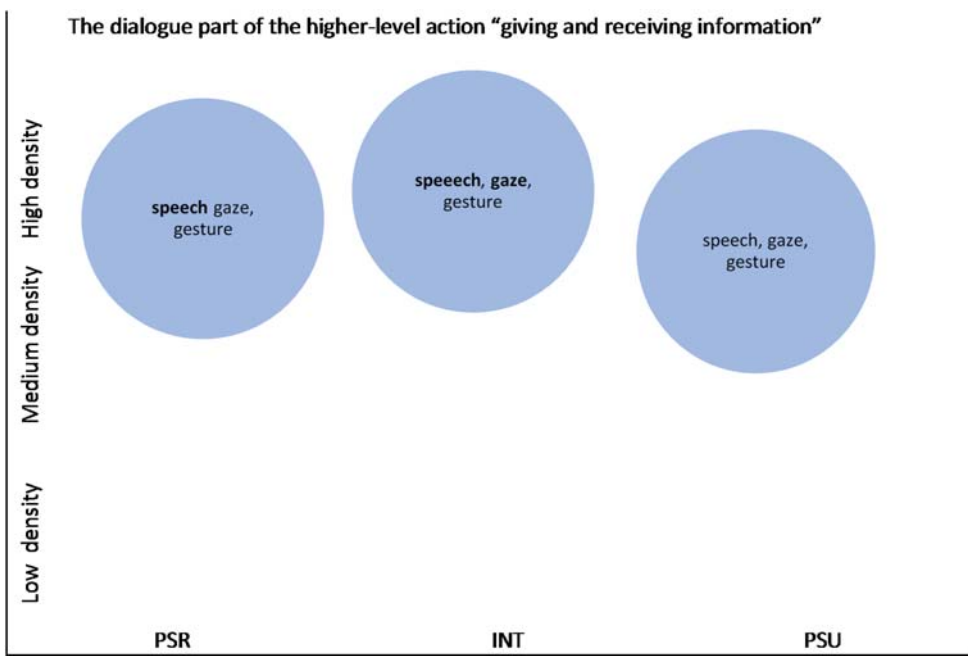 The dialogue part of the higher-level action “giving and receiving information”
High density
Medium density
Low density
speech gaze,
gesture
speeech, gaze,
gesture
speech, gaze,
gesture
PSR
INT
PSU